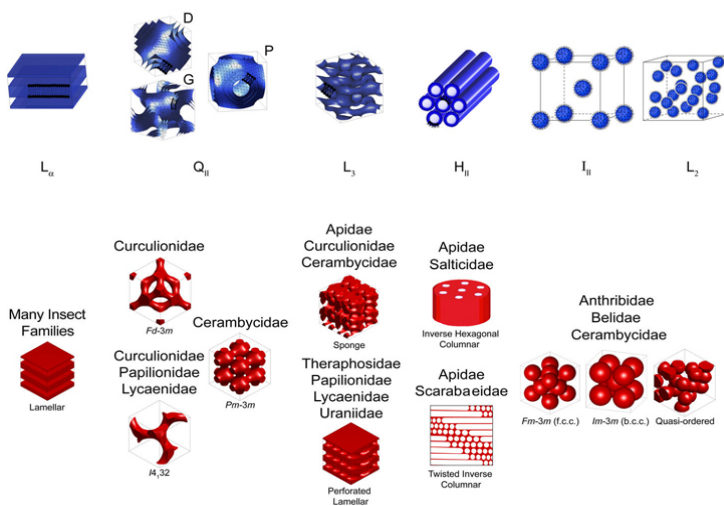 D
P
G
Lα
QII
L3
HII
III
L2
Curculionidae
Fd-3m
Cerambycidae
Pm-3m
Many Insect
Families
Lamellar
Curculionidae
Papilionidae
Lycaenidae
I4132
Apidae
Curculionidae
Cerambycidae
Sponge
Theraphosidae
Papilionidae
Lycaenidae
Uraniidae
Perforated
Lamellar
Apidae
Salticidae
Inverse Hexagonal
Columnar
Apidae
Scarabaeidae
Twisted Inverse
Columnar
Anthribidae
Belidae
Cerambycidae
Fm-3m (f.c.c.)
Im-3m (b.c.c.)
Quasi-ordered